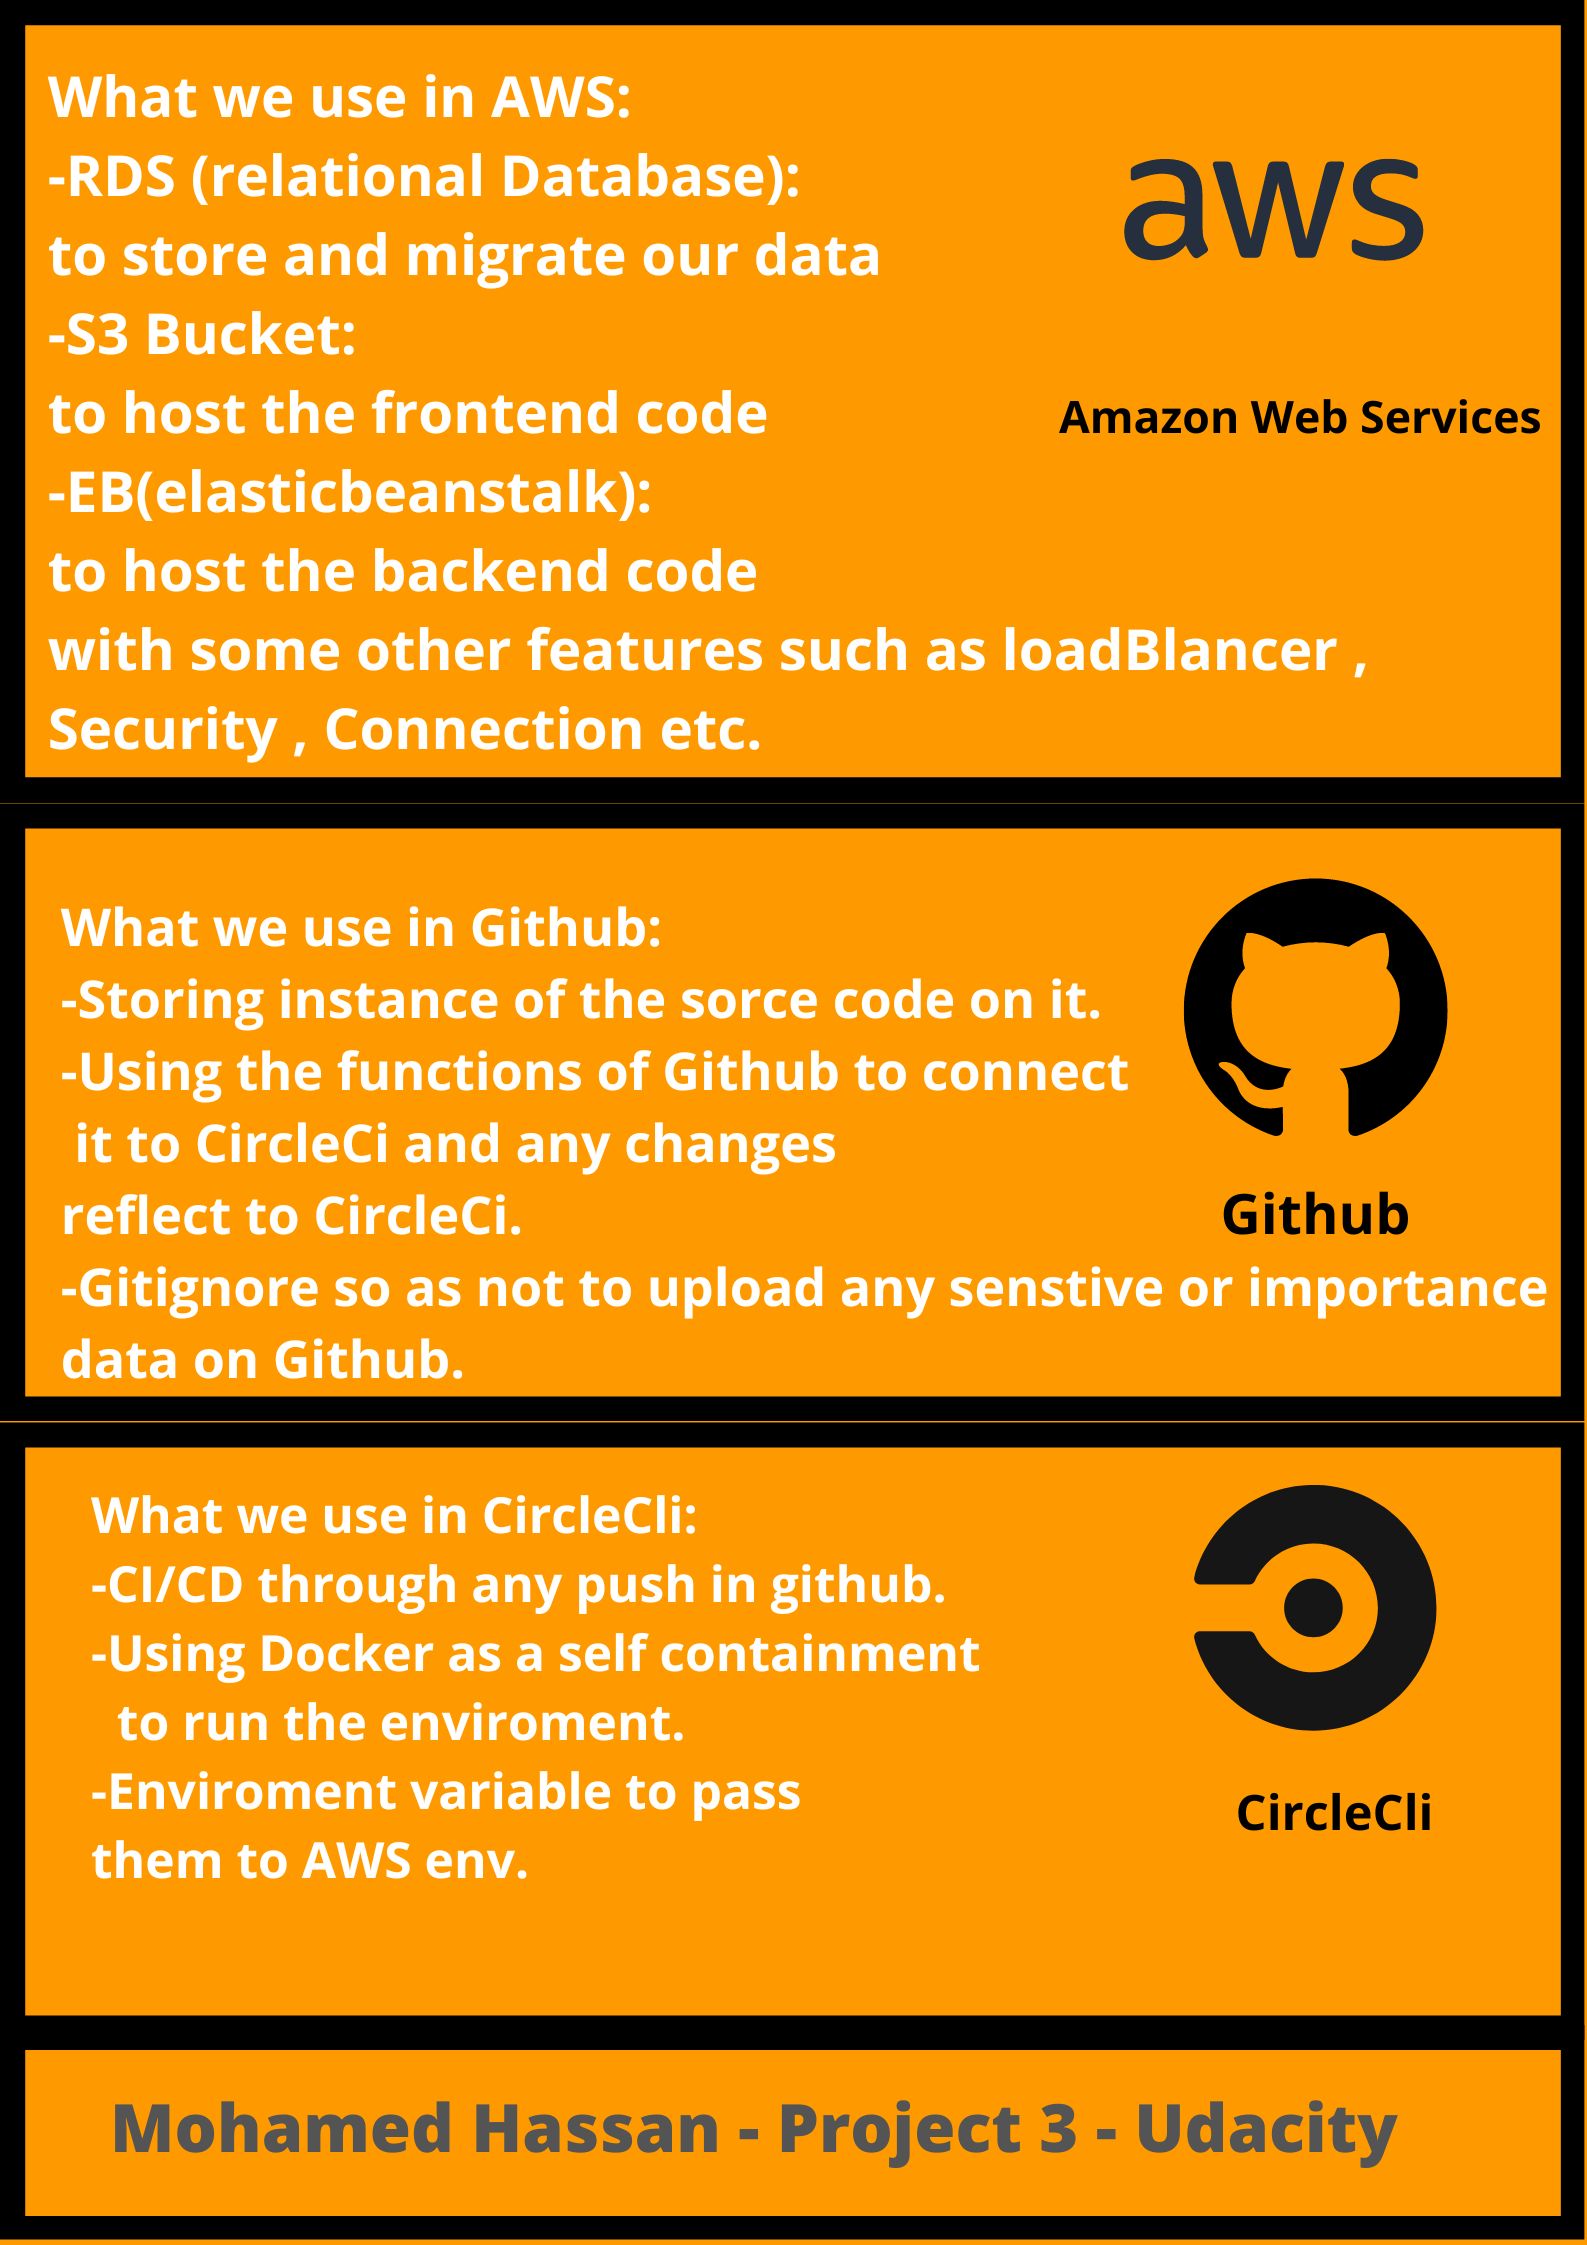 What we use in AWS:
-RDS (relational Database):
to store and migrate our data
-S3 Bucket:
to host the frontend code
-EB(elasticbeanstalk):
to host the backend code
with some other features such as loadBlancer ,
Security , Connection etc.
aws
Amazon Web Services
What we use in Github:
-Storing instance of the sorce code on it.
-Using the functions of Github to connect
it to CircleCi and any changes
reflect to CircleCi.
-Gitignore so as not to upload any senstive or importance
data on Github.
Github
What we use in CircleCli:
-CI/CD through any push in github.
-Using Docker as a self containment
to run the enviroment.
-Enviroment variable to pass
them to AWS env.
CircleCli
Mohamed Hassan - Project 3 - Udacity